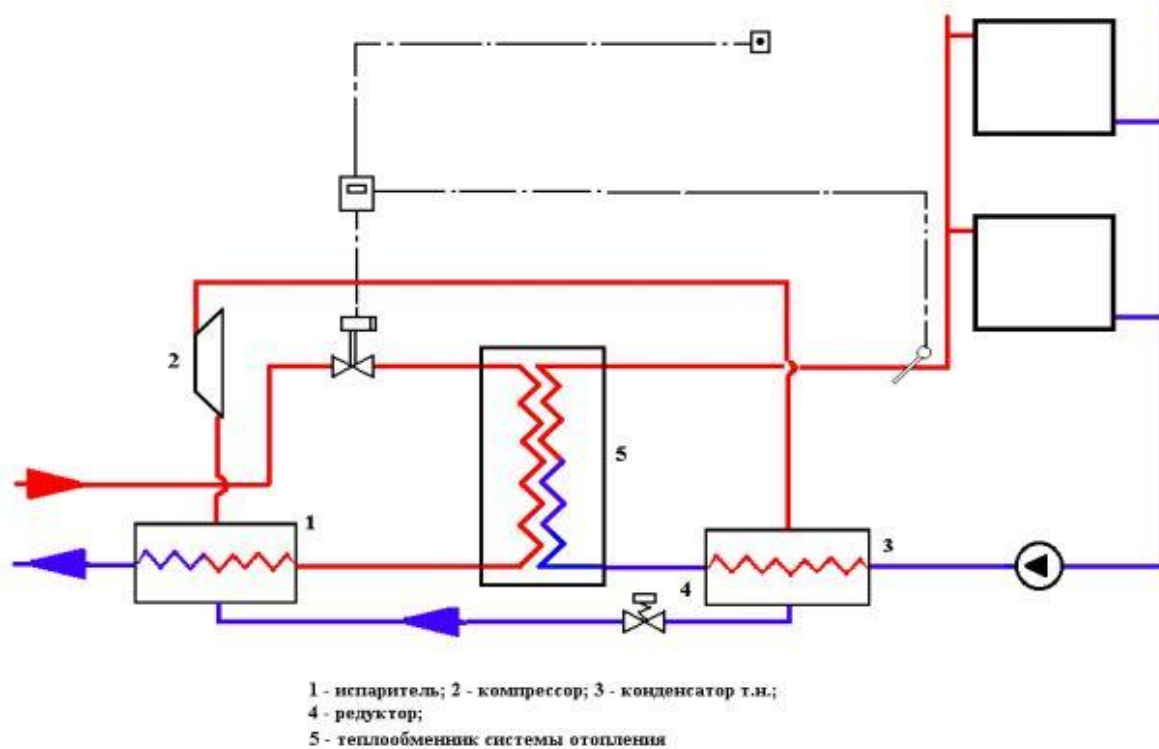 2
5
1
3
4
1 - испаритель; 2 - компрессор; 3 - конденсатор т.н.;
4 - редуктор;
5 - теплообменник системы отопления